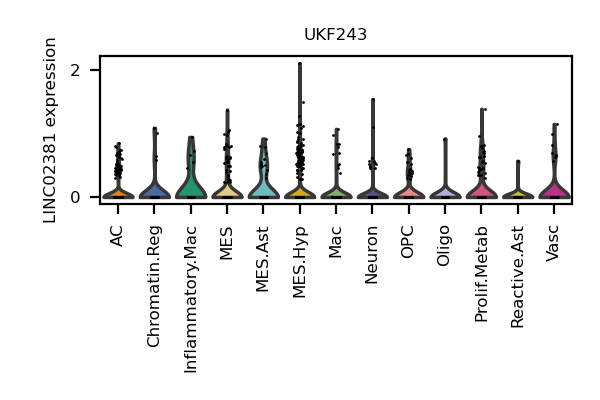 UKF243
LINC02381 expression
2
0
AC
Chromatin.Reg
Inflammatory.Mac
MES
MES.Ast
MES.Hyp
Mac
Neuron
OPC
Oligo
Prolif.Metab
Reactive.Ast
Vasc